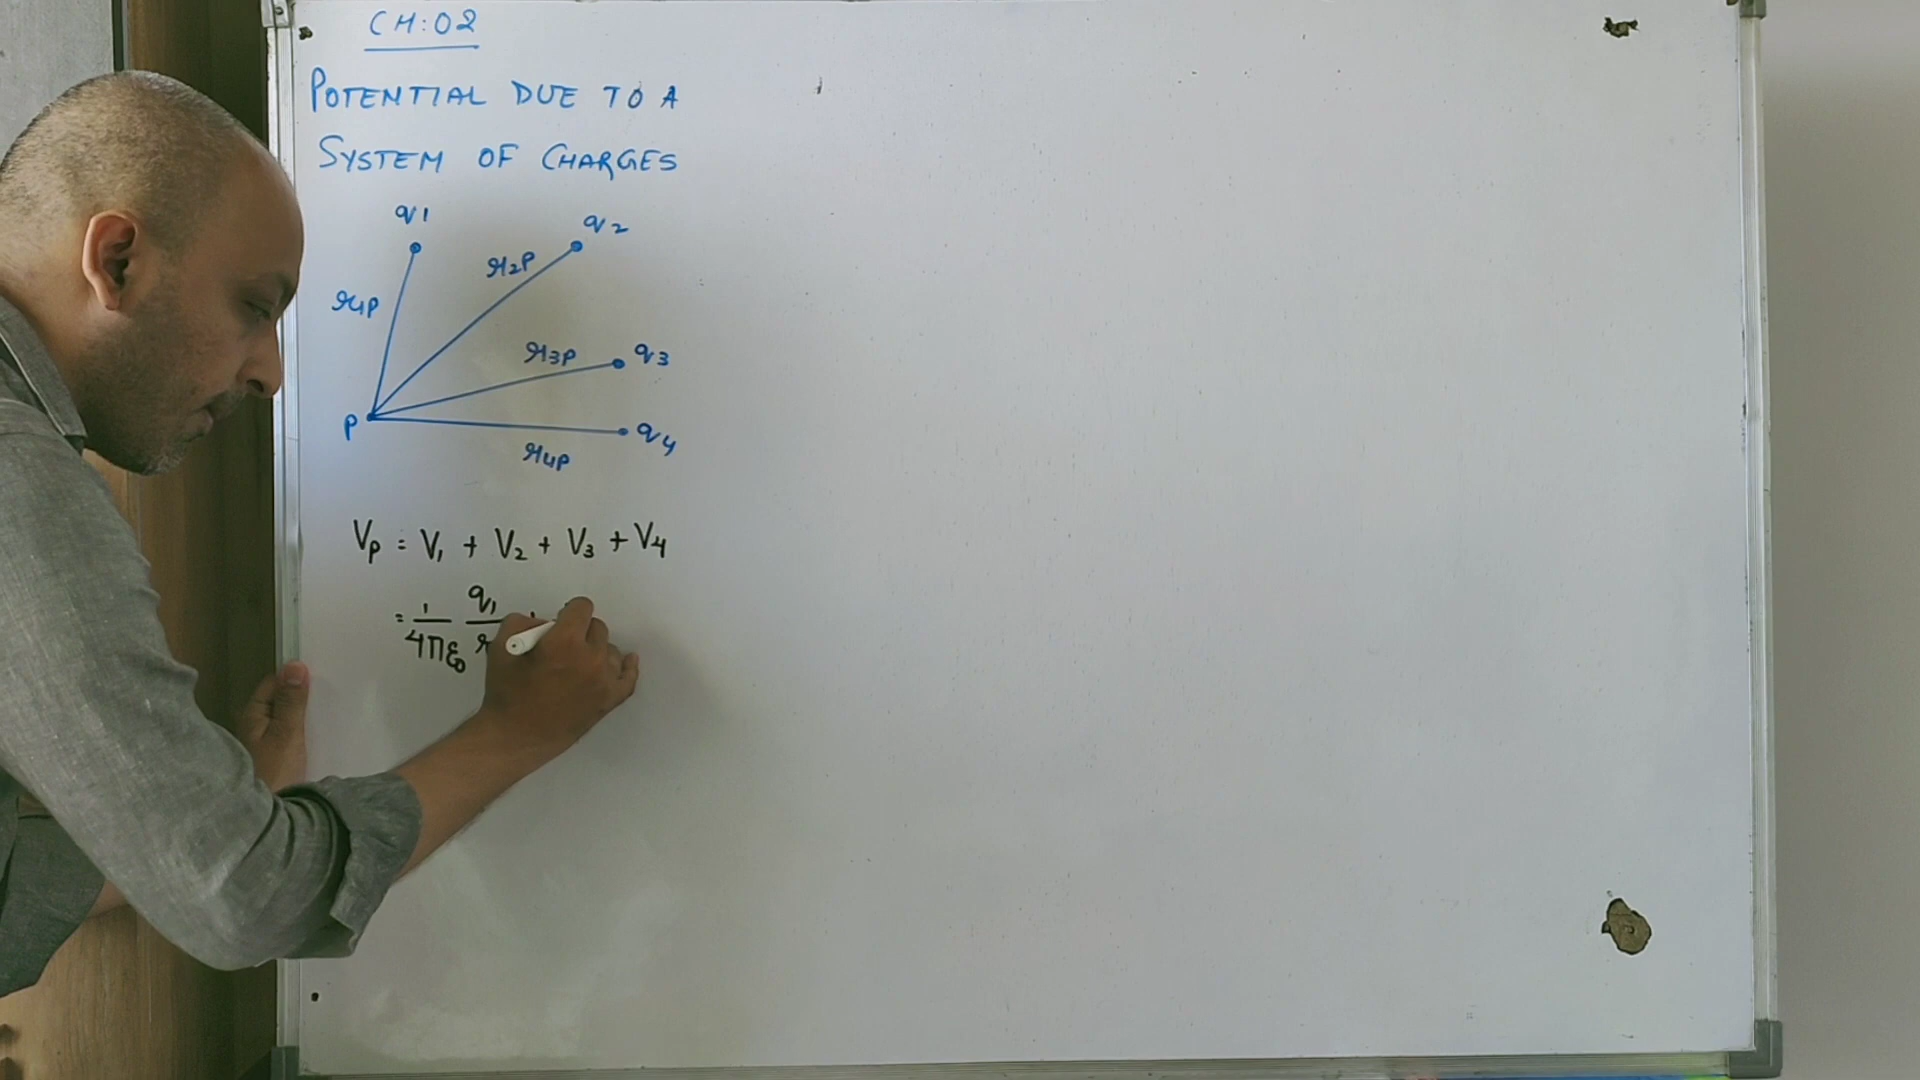 CH:02
POTENTIAL DUE TO A
SYSTEM OF CHARGES
q1
q2
r1P
r2P
r3P
q3
P
q4
r4P
Vp = V1 + V2 + V3 + V4
= 1/4πε0 q1/r